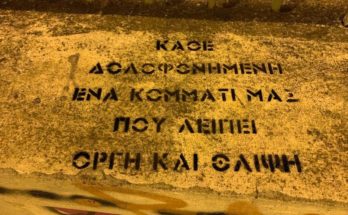 ΚΑΘΕ
ΔΟΛΟΦΟΝΗΜΕΝΗ
ΕΝΑ ΚΟΜΜΑΤΙ ΜΑΣ
ΠΟΥ ΛΕΙΠΕΙ
ΟΡΓΗ ΚΑΙ ΘΛΙΨΗ